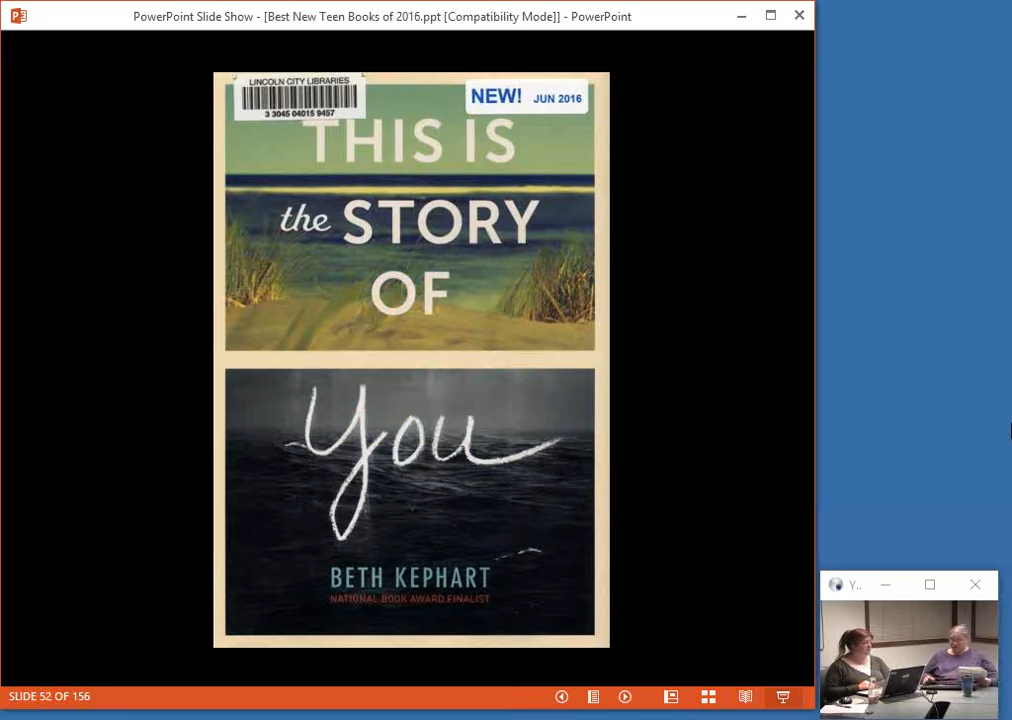 PowerPoint Slide Show - [Best New Teen Books of 2016.ppt [Compatibility Mode]] - PowerPoint
LINCOLN CITY LIBRARIES
3 3045 04015 9457
NEW! JUN 2016
THIS IS
the STORY
OF
you
BETH KEPHART
NATIONAL BOOK AWARD FINALIST
Y..
SLIDE 52 OF 156